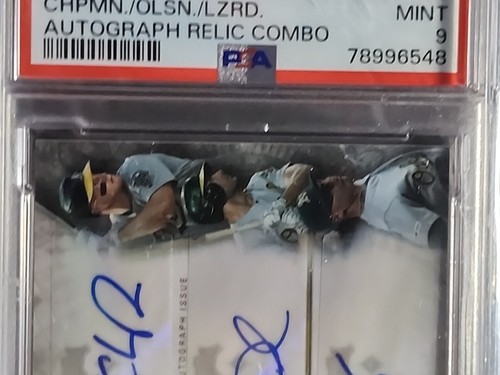 CHPMN./OLSN./LZRD.
MINT
AUTOGRAPH RELIC COMBO
9
PSA
78996548
AUTOGRAPH ISSUE